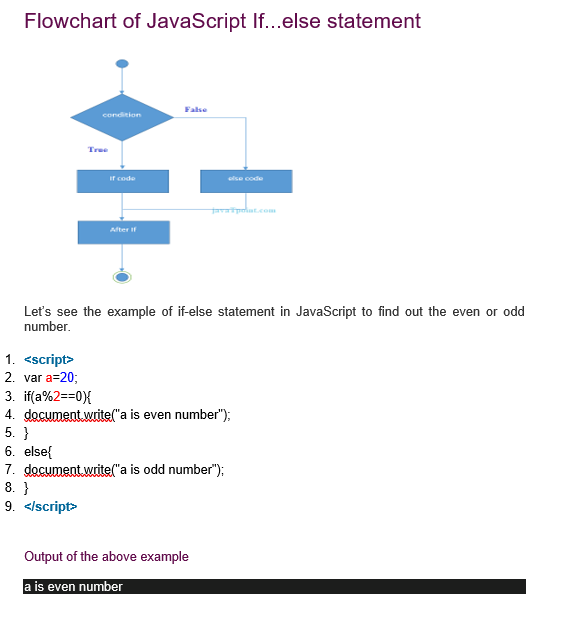 Flowchart of JavaScript If...else statement
condition
False
True
if code
else code
javaTpoint.com
After if
Let's see the example of if-else statement in JavaScript to find out the even or odd
number.
1. <script>
2. var a=20;
3. if(a%2==0){
4. document.write("a is even number");
5. }
6. else{
7. document.write("a is odd number");
8. }
9. </script>
Output of the above example
a is even number